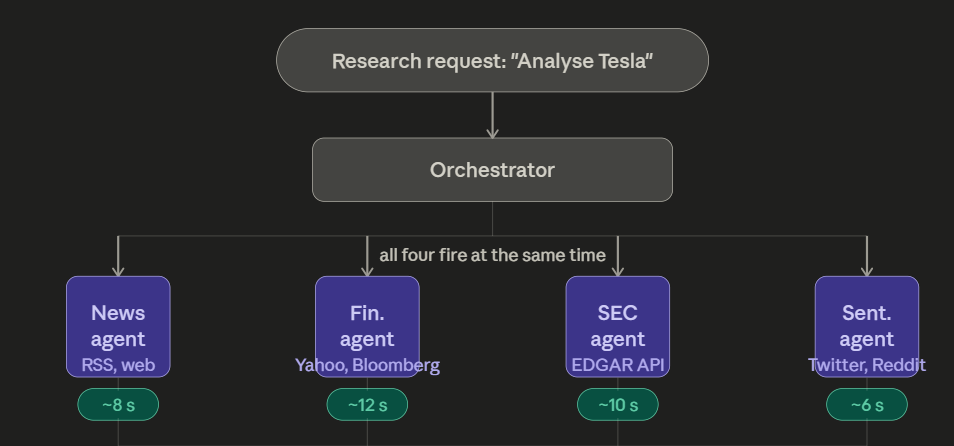 Research request: "Analyse Tesla"
Orchestrator
all four fire at the same time
News
agent
RSS, web
~8 s
Fin.
agent
Yahoo, Bloomberg
~12 s
SEC
agent
EDGAR API
~10 s
Sent.
agent
Twitter, Reddit
~6 s